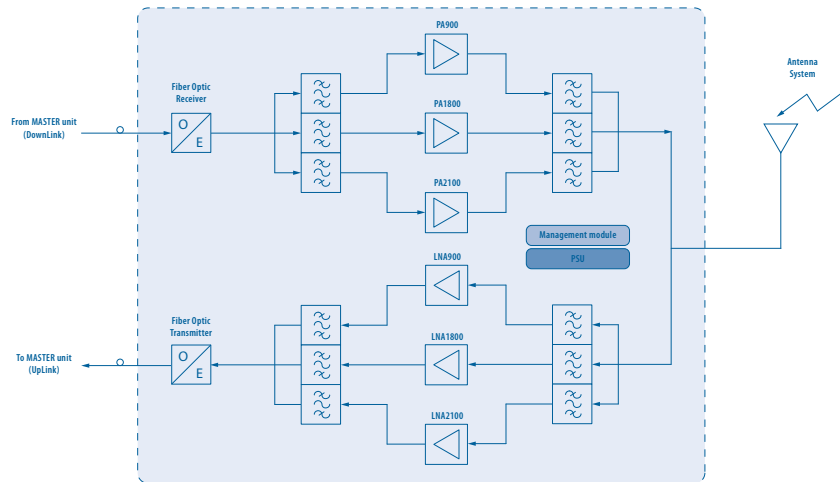 PA900
Antenna
System
Fiber Optic
Receiver
PA1800
From MASTER unit
(DownLink)
O
E
PA2100
Management module
LNA900
PSU
Fiber Optic
Transmitter
LNA1800
To MASTER unit
(UpLink)
O
E
LNA2100